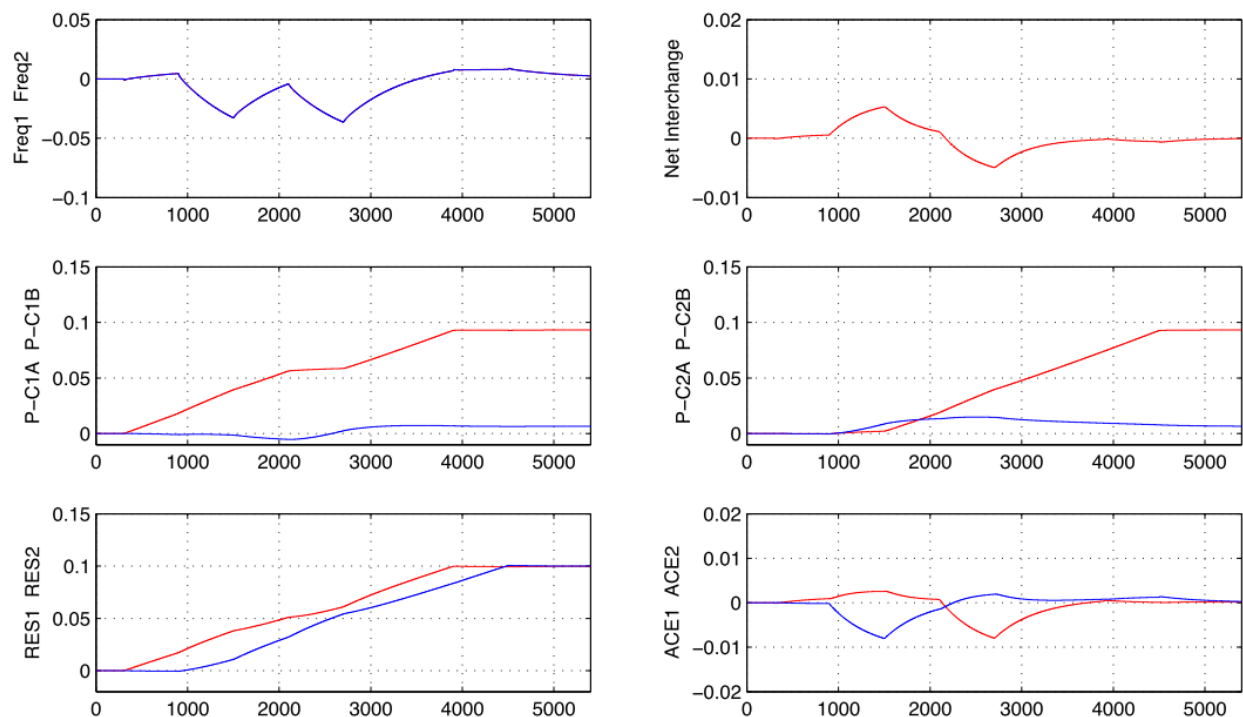 0.05
0
−0.05
−0.1
Freq1 Freq2
0 1000 2000 3000 4000 5000
0.02
0.01
0
−0.01
Net Interchange
0 1000 2000 3000 4000 5000
0.15
0.1
0.05
0
P−C1A P−C1B
0 1000 2000 3000 4000 5000
0.15
0.1
0.05
0
P−C2A P−C2B
0 1000 2000 3000 4000 5000
0.15
0.1
0.05
0
RES1 RES2
0 1000 2000 3000 4000 5000
0.02
0.01
0
−0.01
−0.02
ACE1 ACE2
0 1000 2000 3000 4000 5000